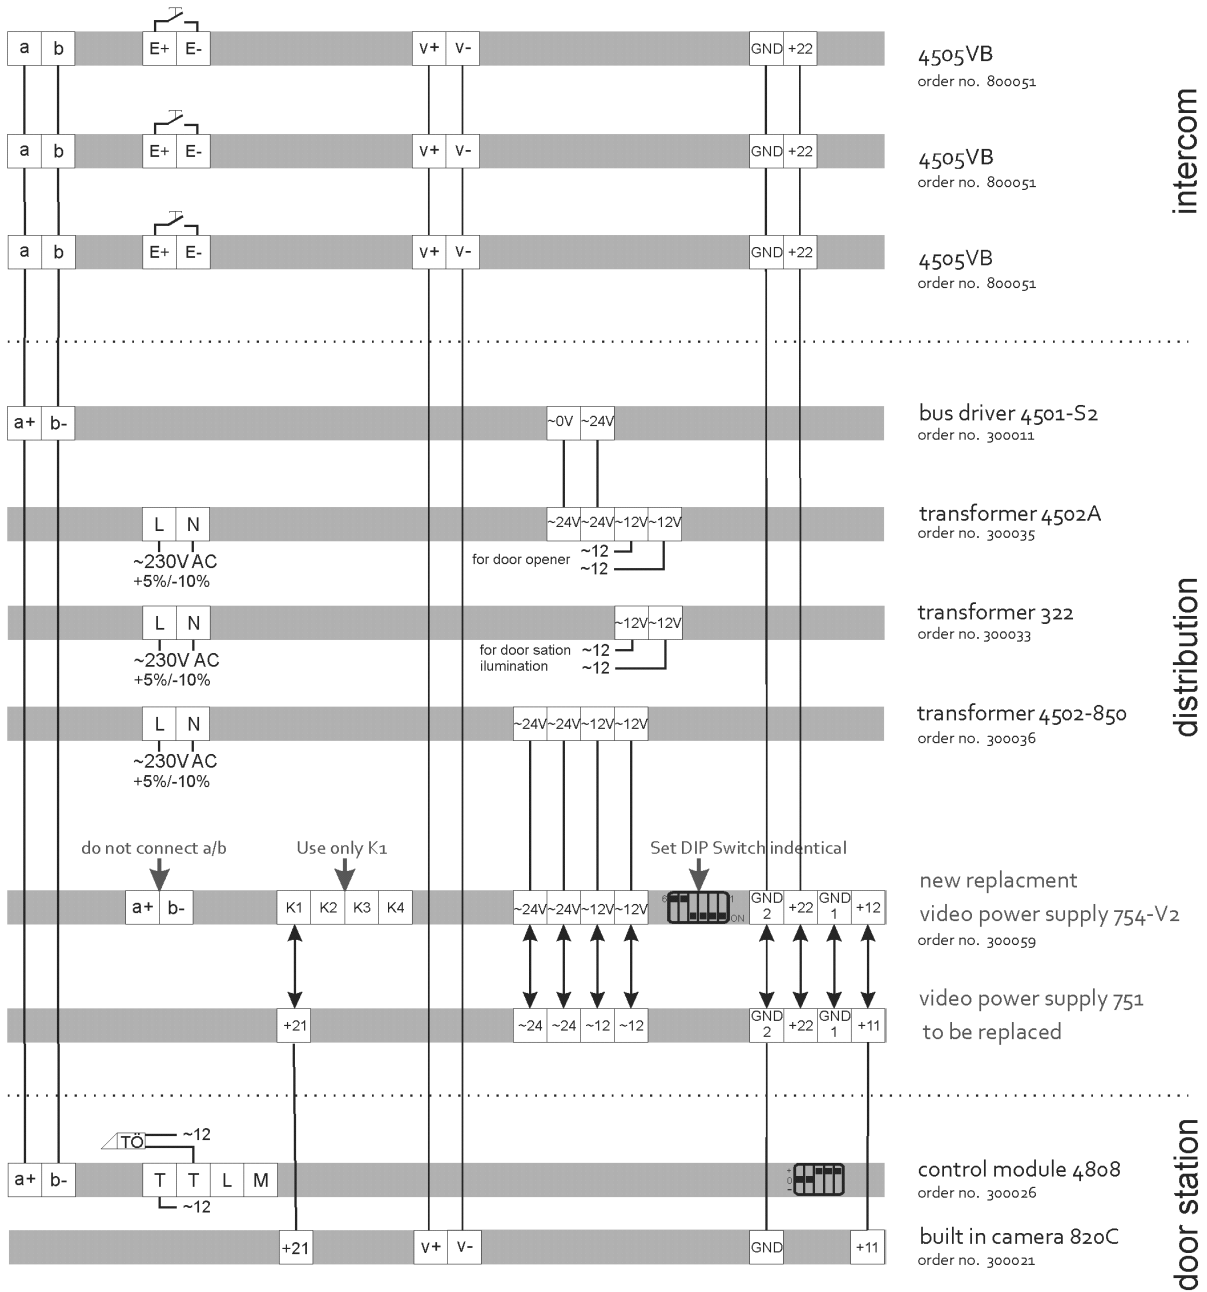 a b E+ E- v+ v- GND +22 4505VB
order no. 800051
a b E+ E- v+ v- GND +22 4505VB
order no. 800051
a b E+ E- v+ v- GND +22 4505VB
order no. 800051
intercom
a+ b- ~0V ~24V bus driver 4501-S2
order no. 300011
L N ~24V ~24V ~12V ~12V transformer 4502A
order no. 300035
~230V AC
+5%/-10%
for door opener
~12
~12
L N ~12V ~12V transformer 322
order no. 300033
~230V AC
+5%/-10%
for door sation
ilumination
~12
~12
L N ~24V ~24V ~12V ~12V transformer 4502-850
order no. 300036
~230V AC
+5%/-10%
distribution
do not connect a/b
Use only K1
Set DIP Switch indentical
a+ b- K1 K2 K3 K4 ~24V ~24V ~12V ~12V 6 1 ON GND 2 +22 GND 1 +12
new replacment
video power supply 754-V2
order no. 300059
+21 ~24 ~24 ~12 ~12 GND 2 +22 GND 1 +11
video power supply 751
to be replaced
TÖ ~12
a+ b- T T L M + 0 - control module 4808
order no. 300026
~12
+21 v+ v- GND +11 built in camera 820C
order no. 300021
door station